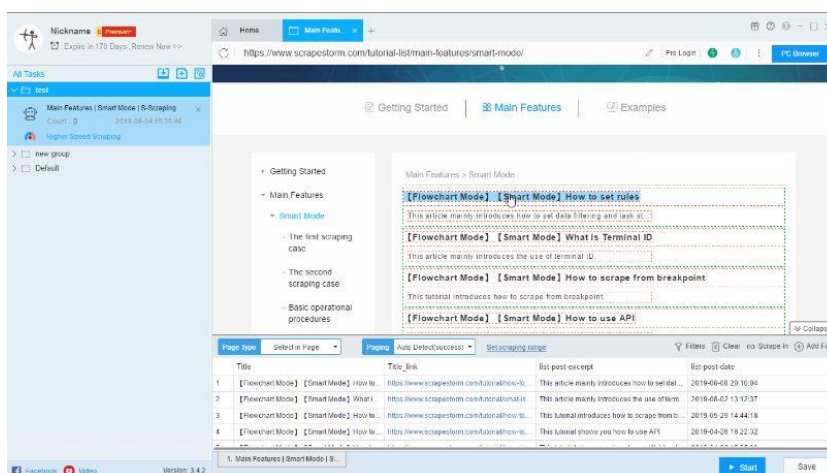 Nickname Premium+
Expire in 170 Days ,Renew Now >>
All Tasks
test
Main Features | Smart Mode | S-Scraping
Count : 0
Higher Speed Scraping
new group
Default
Facebook
Video
Version: 3.4.2
Home
Main Featu...
https://www.scrapestorm.com/tutorial-list/main-features/smart-mode/
Pre Login
PC Browser
Getting Started
Main Features
Examples
Getting Started
Main Features
Smart Mode
The first scraping
case
The second
scraping case
Basic operational
procedures
Main Features > Smart Mode
【Flowchart Mode】【Smart Mode】How to set rules
This article mainly introduces how to set data filtering and task st...
【Flowchart Mode】【Smart Mode】What is Terminal ID
This article mainly introduces the use of terminal ID.
【Flowchart Mode】【Smart Mode】How to scrape from breakpoint
This tutorial introduces how to scrape from breakpoint
【Flowchart Mode】【Smart Mode】How to use API
Collaps
Page Type
Select in Page
Paging
Auto Detect(success)
Set scraping range
Filters
Clear
Scrape In
Add Fi
Title Title_link list-post-excerpt list-post-date
1 【Flowchart Mode】【Smart Mode】How to... https://www.scrapestorm.com/tutorial/how-to... This article mainly introduces how to set dat... 2019-08-08 20:10:04
2 【Flowchart Mode】【Smart Mode】What i... https://www.scrapestorm.com/tutorial/what-is... This article mainly introduces the use of term... 2019-08-02 13:12:37
3 【Flowchart Mode】【Smart Mode】How to... https://www.scrapestorm.com/tutorial/how-to... This tutorial introduces how to scrape from b... 2019-05-29 14:44:18
4 【Flowchart Mode】【Smart Mode】How to... https://www.scrapestorm.com/tutorial/how-to... This tutorial shows you how to use API 2019-04-26 16:22:32
1. Main Features | Smart Mode | S...
Start
Save